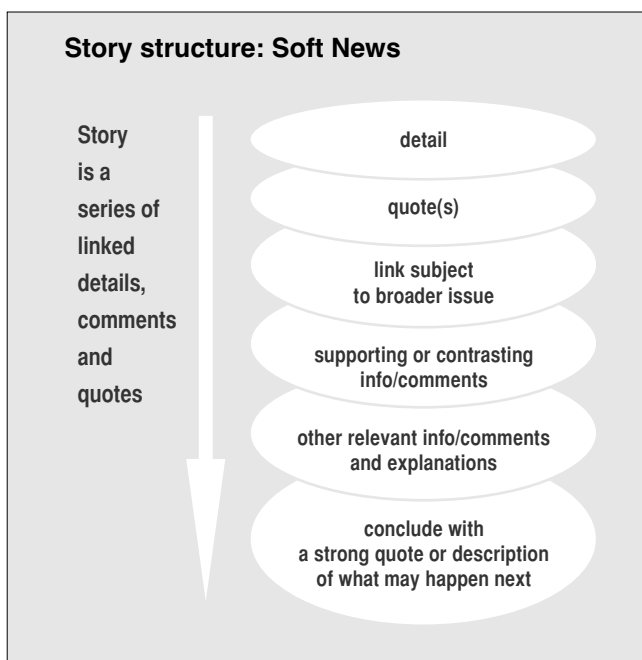 Story structure: Soft News
Story
is a
series of
linked
details,
comments
and
quotes
detail
quote(s)
link subject
to broader issue
supporting or contrasting
info/comments
other relevant info/comments
and explanations
conclude with
a strong quote or description
of what may happen next